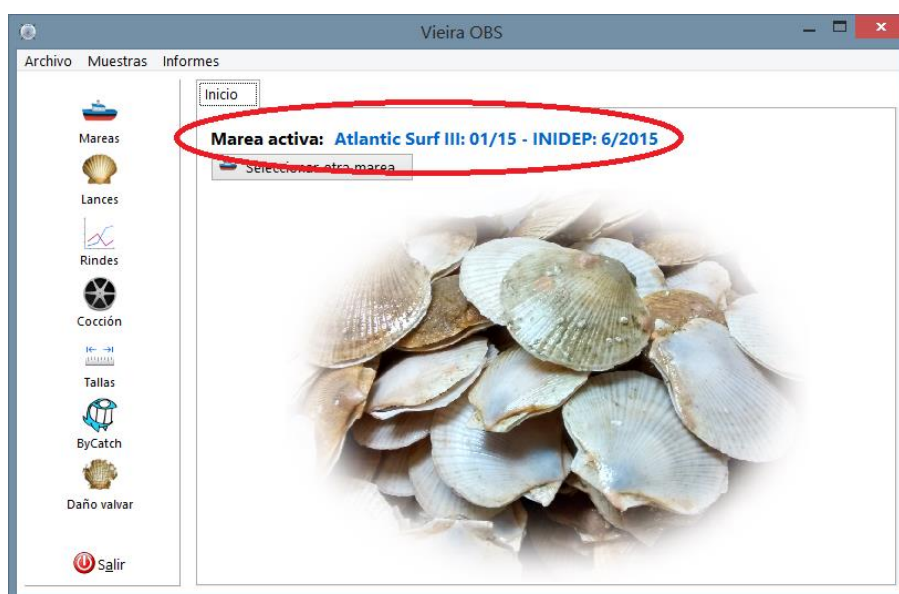 Vieira OBS
Archivo Muestras Informes
Inicio
Marea activa: Atlantic Surf III: 01/15 - INIDEP: 6/2015
Seleccionar otra marea
Mareas
Lances
Rindes
Cocción
Tallas
ByCatch
Daño valvar
Salir